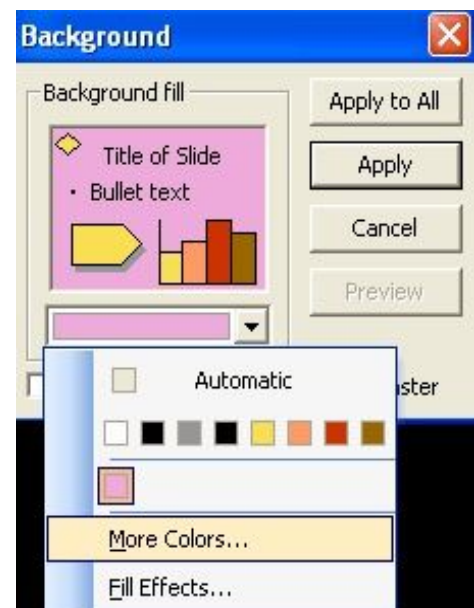 Background
Background fill
Title of Slide
• Bullet text
Apply to All
Apply
Cancel
Preview
Automatic
More Colors...
Fill Effects...